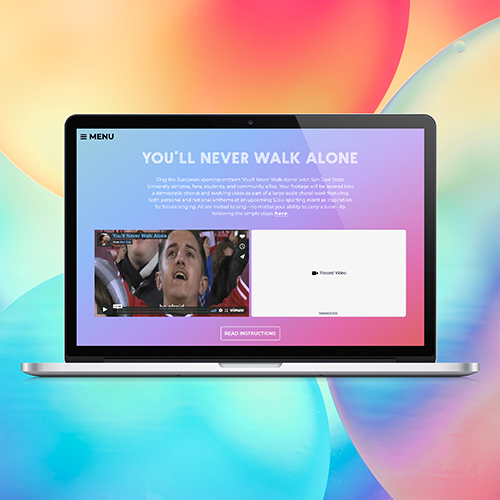 MENU
YOU'LL NEVER WALK ALONE
Sing the European sporting anthem 'You'll Never Walk Alone' with San José State
University athletes, fans, students, and community alike. Your footage will be layered into
a democratic chorus and evolving video as part of a large-scale choral work featuring
both personal and national anthems at an upcoming SJSU sporting event as inspiration
for future singing. All are invited to sing—no matter your ability to carry a tune!—by
following the simple steps here.
You'll Never Walk Alone
vimeo
Record Video
READ INSTRUCTIONS